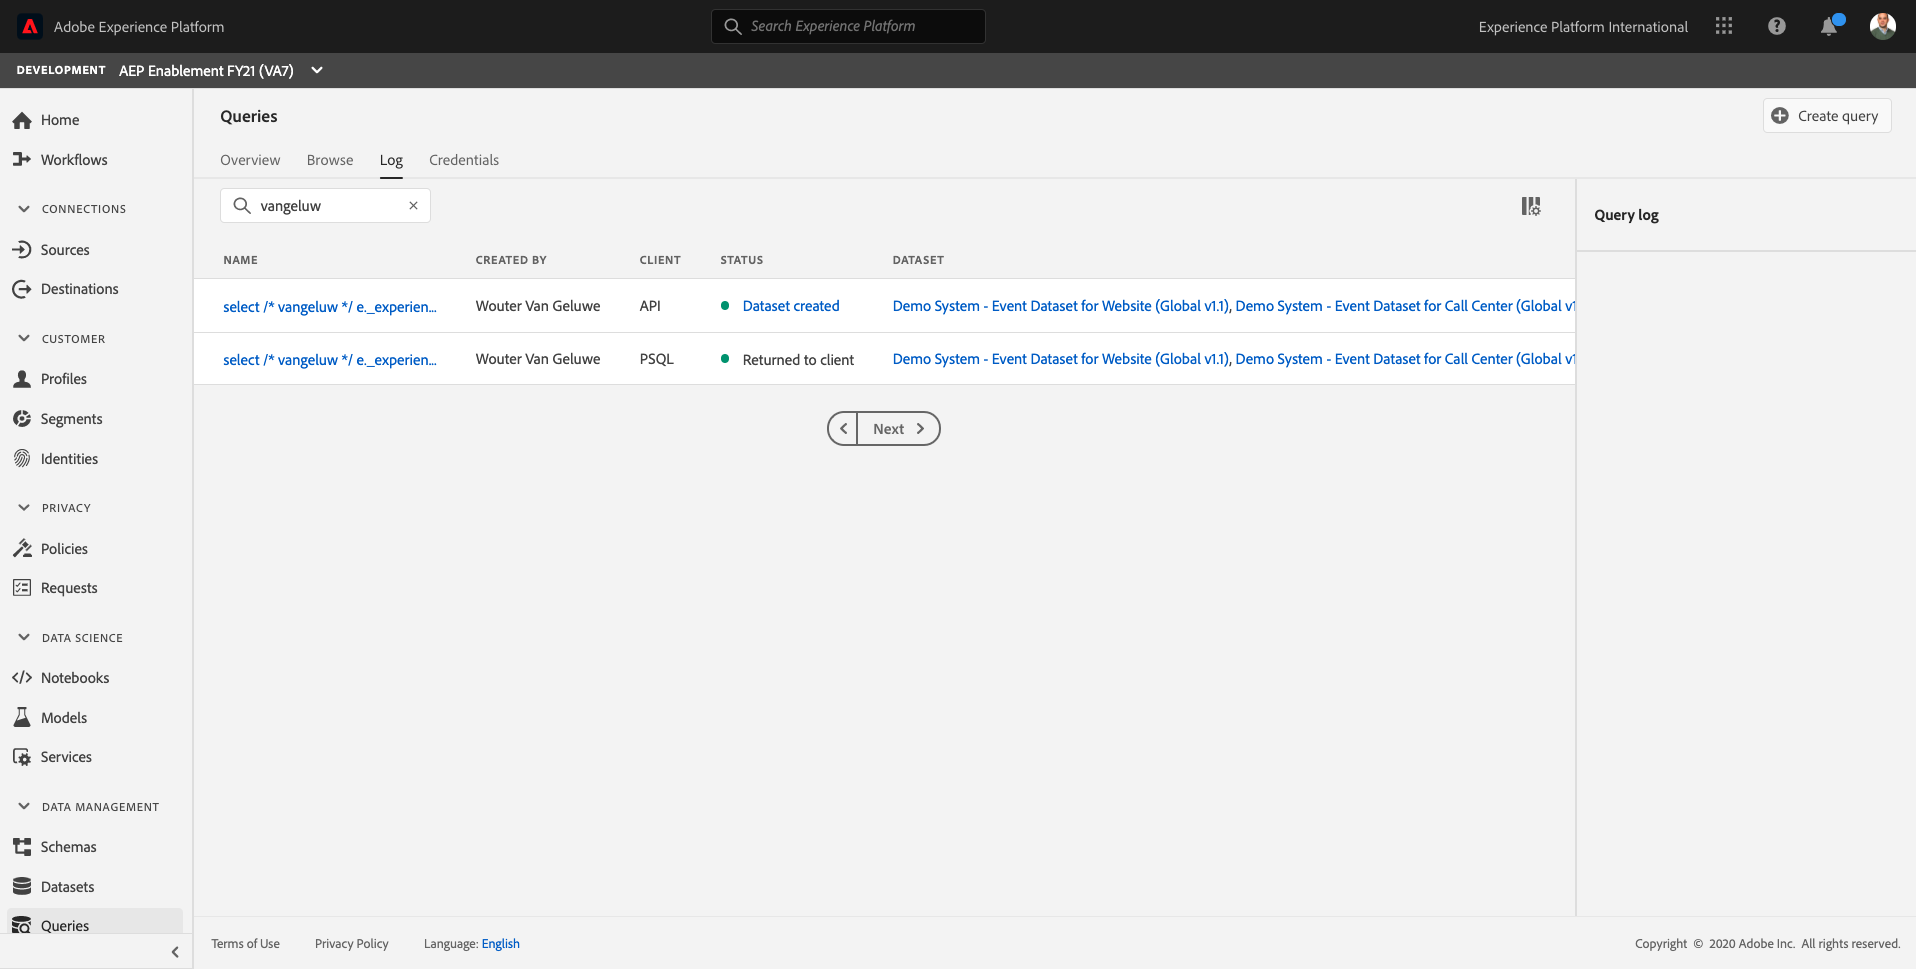 Adobe Experience Platform
Search Experience Platform
Experience Platform International
DEVELOPMENT AEP Enablement FY21 (VA7)
Home
Workflows
CONNECTIONS
Sources
Destinations
CUSTOMER
Profiles
Segments
Identities
PRIVACY
Policies
Requests
DATA SCIENCE
Notebooks
Models
Services
DATA MANAGEMENT
Schemas
Datasets
Queries
Queries
Create query
Overview Browse Log Credentials
vangeluw
Query log
NAME CREATED BY CLIENT STATUS DATASET
select /* vangeluw */ e._experien... Wouter Van Geluwe API Dataset created Demo System - Event Dataset for Website (Global v1.1), Demo System - Event Dataset for Call Center (Global v1
select /* vangeluw */ e._experien... Wouter Van Geluwe PSQL Returned to client Demo System - Event Dataset for Website (Global v1.1), Demo System - Event Dataset for Call Center (Global v1
Next
Terms of Use Privacy Policy Language: English
Copyright © 2020 Adobe Inc. All rights reserved.